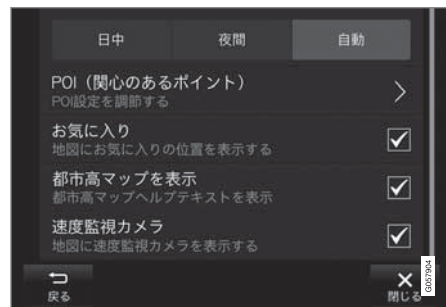 日中 夜間 自動
POI（関心のあるポイント）
POI設定を調節する
お気に入り
地図にお気に入りの位置を表示する
都市高マップを表示
都市高マップヘルプテキストを表示
速度監視カメラ
地図に速度監視カメラを表示する
戻る 閉じる
G057904